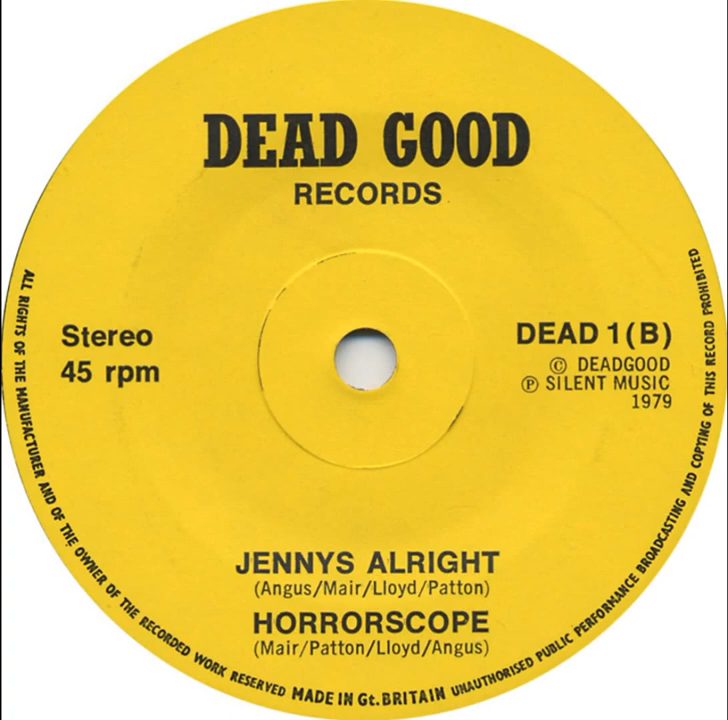 DEAD GOOD
RECORDS
Stereo
45 rpm
DEAD 1 (B)
© DEADGOOD
℗ SILENT MUSIC
1979
JENNYS ALRIGHT
(Angus/Mair/Lloyd/Patton)
HORRORSCOPE
(Mair/Patton/Lloyd/Angus)
ALL RIGHTS OF THE MANUFACTURER AND OF THE OWNER OF THE RECORDED WORK RESERVED MADE IN Gt. BRITAIN UNAUTHORISED PUBLIC PERFORMANCE BROADCASTING AND COPYING OF THIS RECORD PROHIBITED